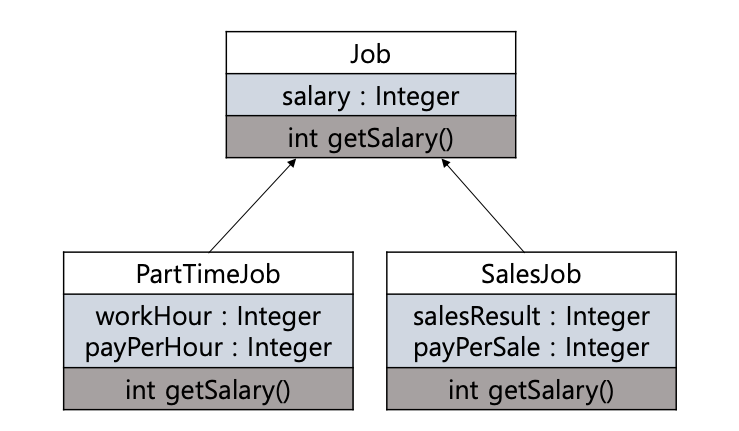 Job
salary : Integer
int getSalary()
PartTimeJob
workHour : Integer
payPerHour : Integer
int getSalary()
SalesJob
salesResult : Integer
payPerSale : Integer
int getSalary()